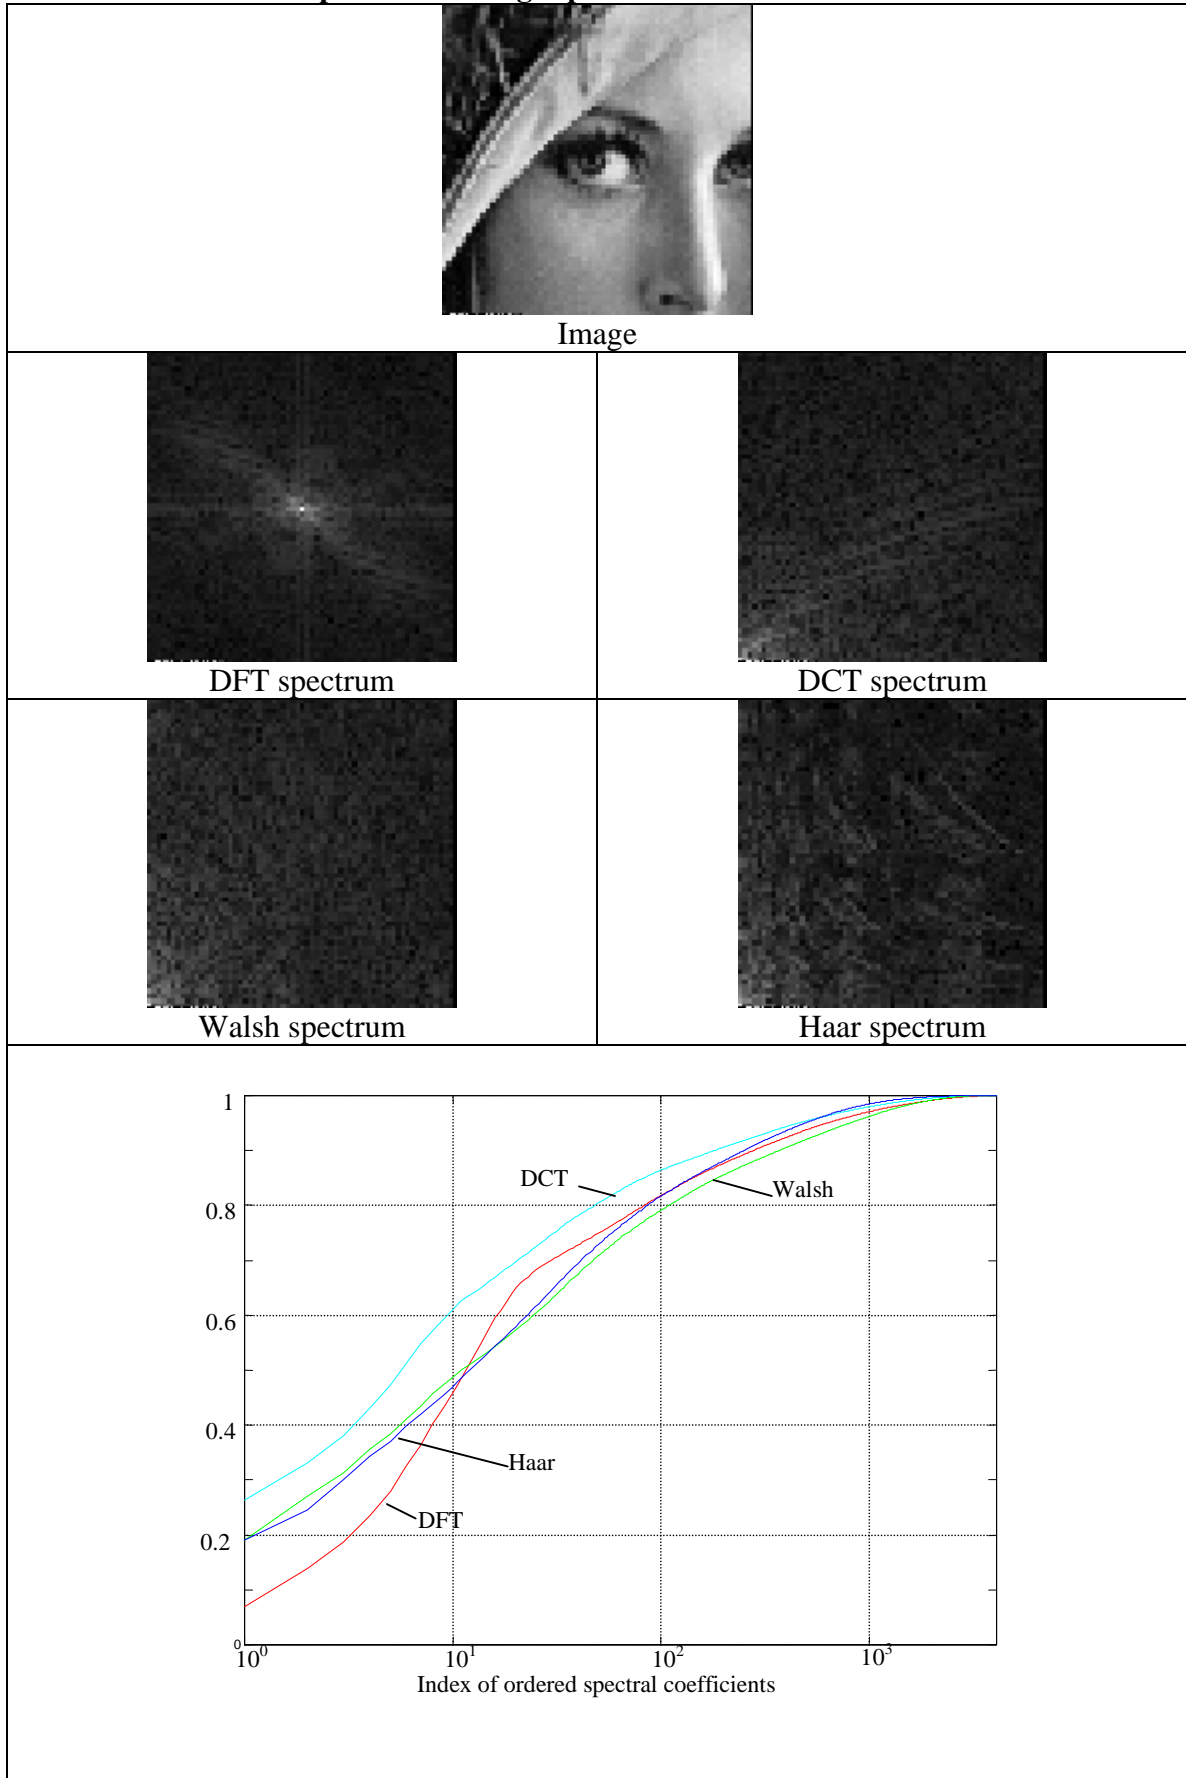 Image
DFT spectrum
DCT spectrum
Walsh spectrum
Haar spectrum
1
DCT
Walsh
0.8
0.6
0.4
Haar
DFT
0.2
0
10⁰ 10¹ 10² 10³
Index of ordered spectral coefficients